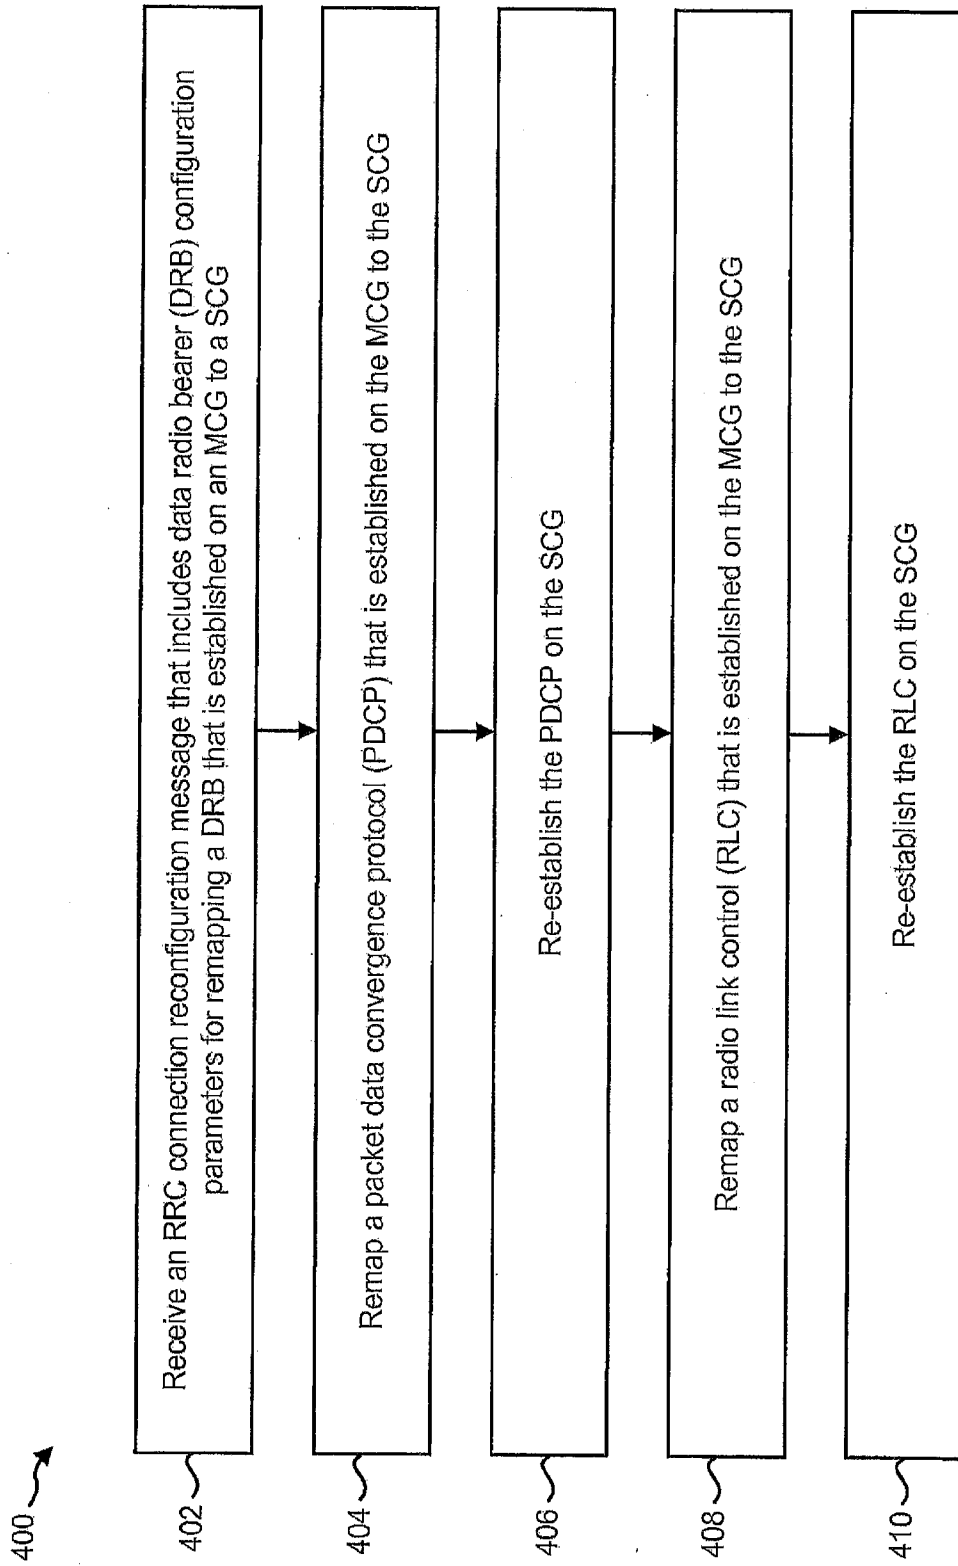 400
402
Receive an RRC connection reconfiguration message that includes data radio bearer (DRB) configuration
parameters for remapping a DRB that is established on an MCG to a SCG
404
Remap a packet data convergence protocol (PDCP) that is established on the MCG to the SCG
406
Re-establish the PDCP on the SCG
408
Remap a radio link control (RLC) that is established on the MCG to the SCG
410
Re-establish the RLC on the SCG